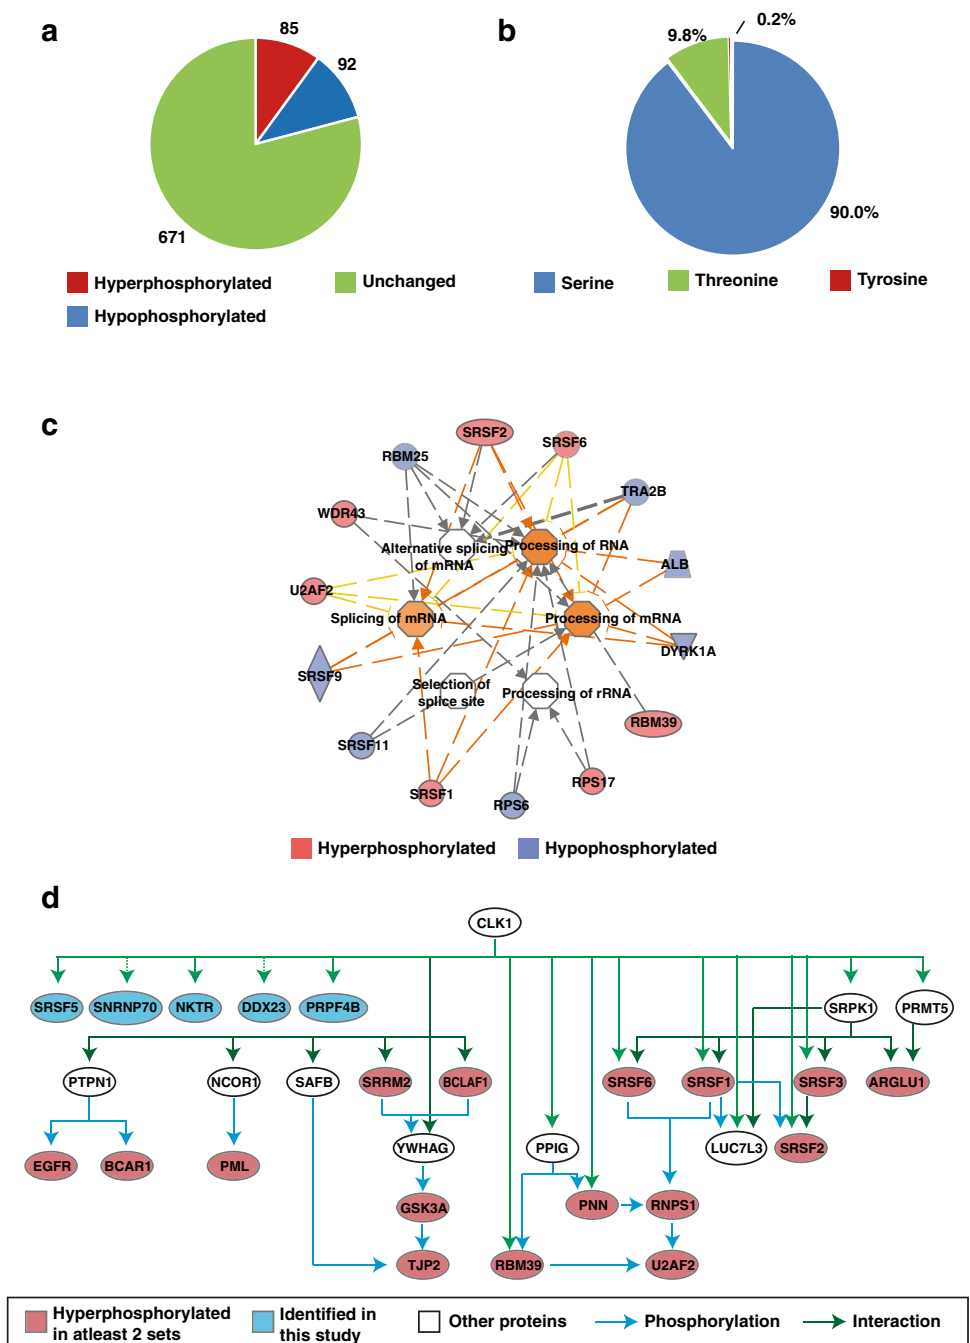 a
85
92
671
Hyperphosphorylated
Unchanged
Hypophosphorylated
b
0.2%
9.8%
90.0%
Serine
Threonine
Tyrosine
c
SRSF2
SRSF6
RBM25
TRA2B
WDR43
Alternative splicing
of mRNA
Processing of RNA
ALB
U2AF2
Splicing of mRNA
Processing of mRNA
DYRK1A
SRSF9
Selection of
splice site
Processing of rRNA
RBM39
SRSF11
SRSF1
RPS6
RPS17
Hyperphosphorylated
Hypophosphorylated
d
CLK1
SRSF5
SNRNP70
NKTR
DDX23
PRPF4B
SRPK1
PRMT5
PTPN1
NCOR1
SAFB
SRRM2
BCLAF1
SRSF6
SRSF1
SRSF3
ARGLU1
EGFR
BCAR1
PML
YWHAG
PPIG
LUC7L3
SRSF2
GSK3A
PNN
RNPS1
TJP2
RBM39
U2AF2
Hyperphosphorylated
in atleast 2 sets
Identified in
this study
Other proteins
Phosphorylation
Interaction